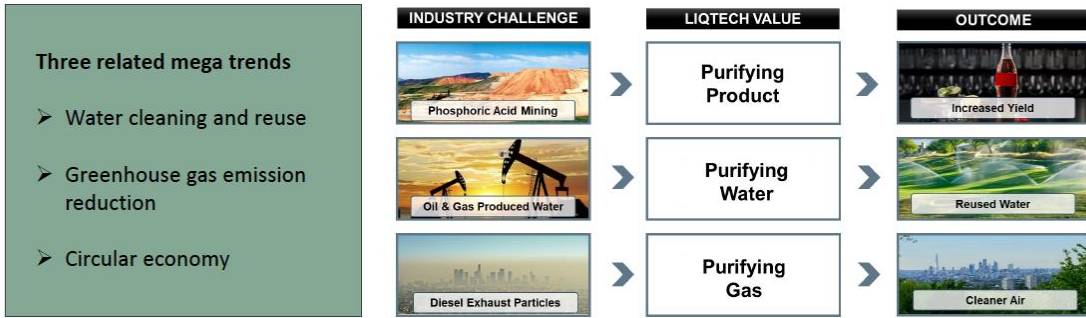 Three related mega trends
➢ Water cleaning and reuse
➢ Greenhouse gas emission
reduction
➢ Circular economy
INDUSTRY CHALLENGE
LIQTECH VALUE
OUTCOME
Phosphoric Acid Mining
Purifying
Product
Increased Yield
Oil & Gas Produced Water
Purifying
Water
Reused Water
Diesel Exhaust Particles
Purifying
Gas
Cleaner Air